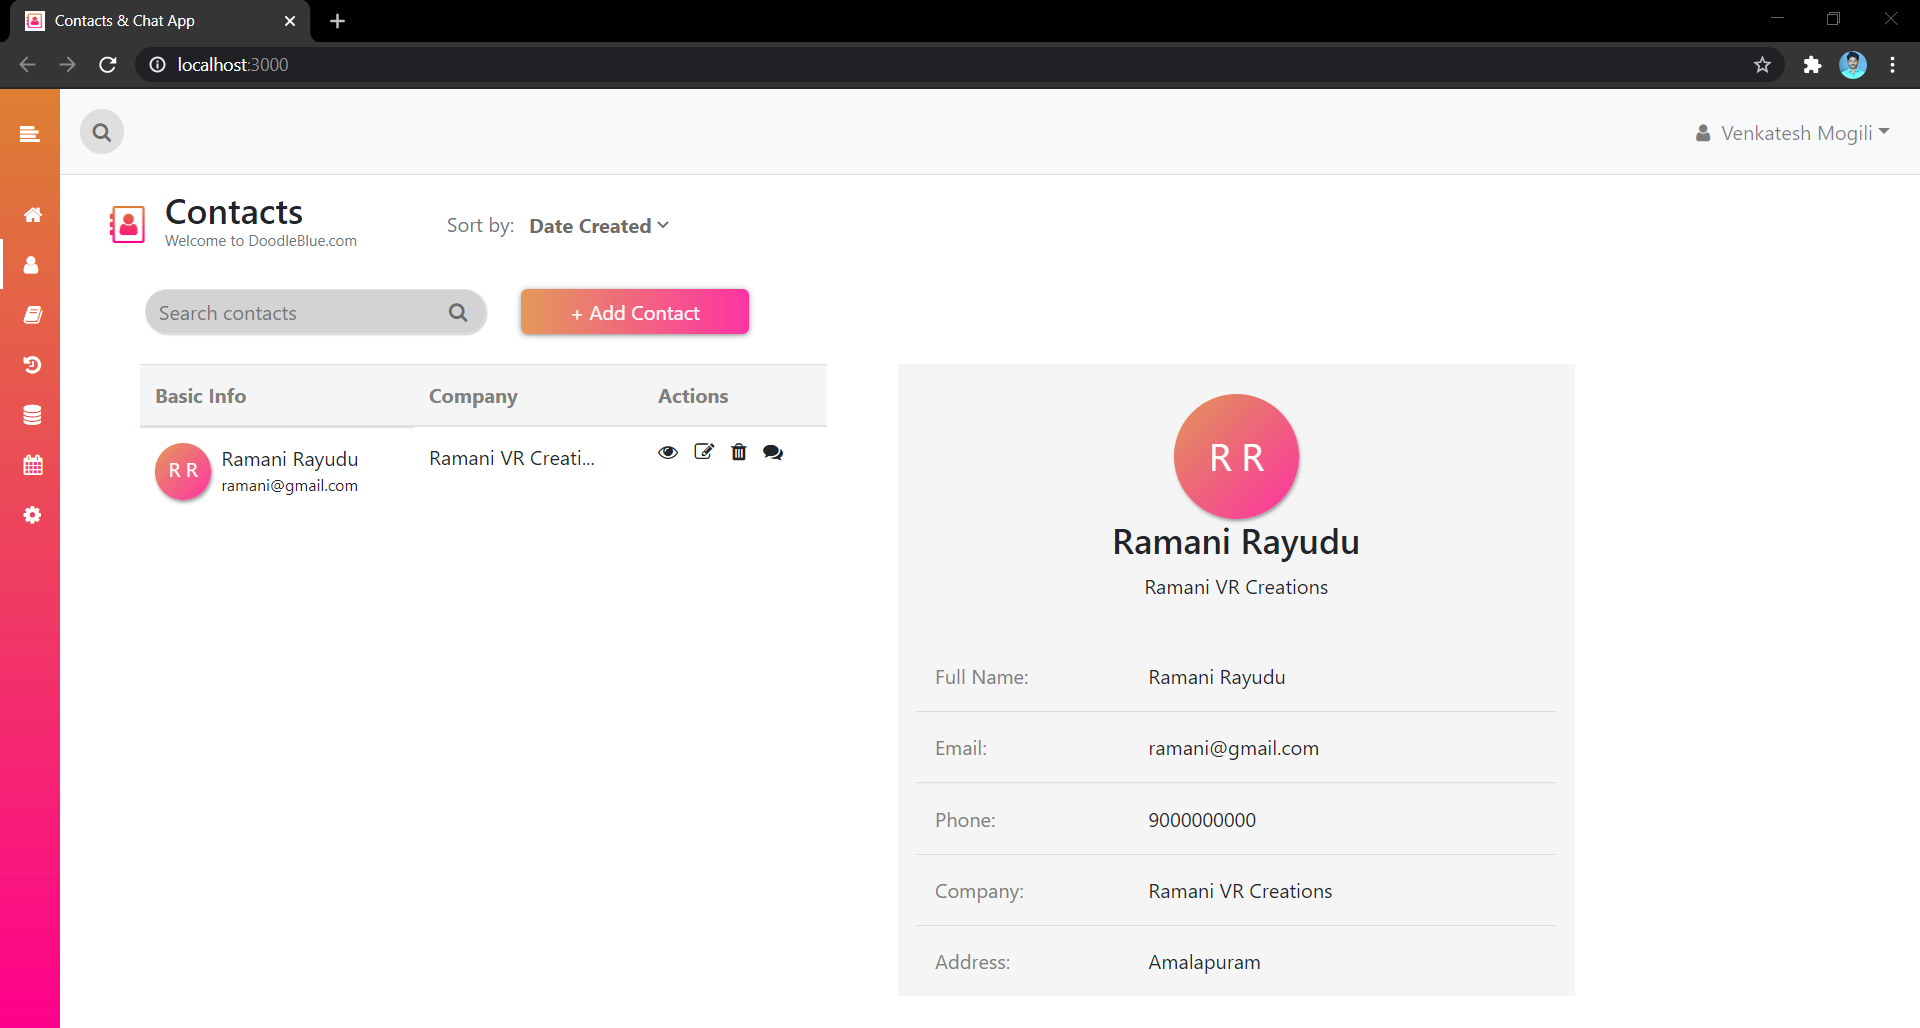 Contacts & Chat App
localhost:3000
Venkatesh Mogili
Contacts
Welcome to DoodleBlue.com
Sort by: Date Created
Search contacts
+ Add Contact
Basic Info Company Actions
R R
Ramani Rayudu
ramani@gmail.com
Ramani VR Creati...
R R
Ramani Rayudu
Ramani VR Creations
Full Name: Ramani Rayudu
Email: ramani@gmail.com
Phone: 9000000000
Company: Ramani VR Creations
Address: Amalapuram